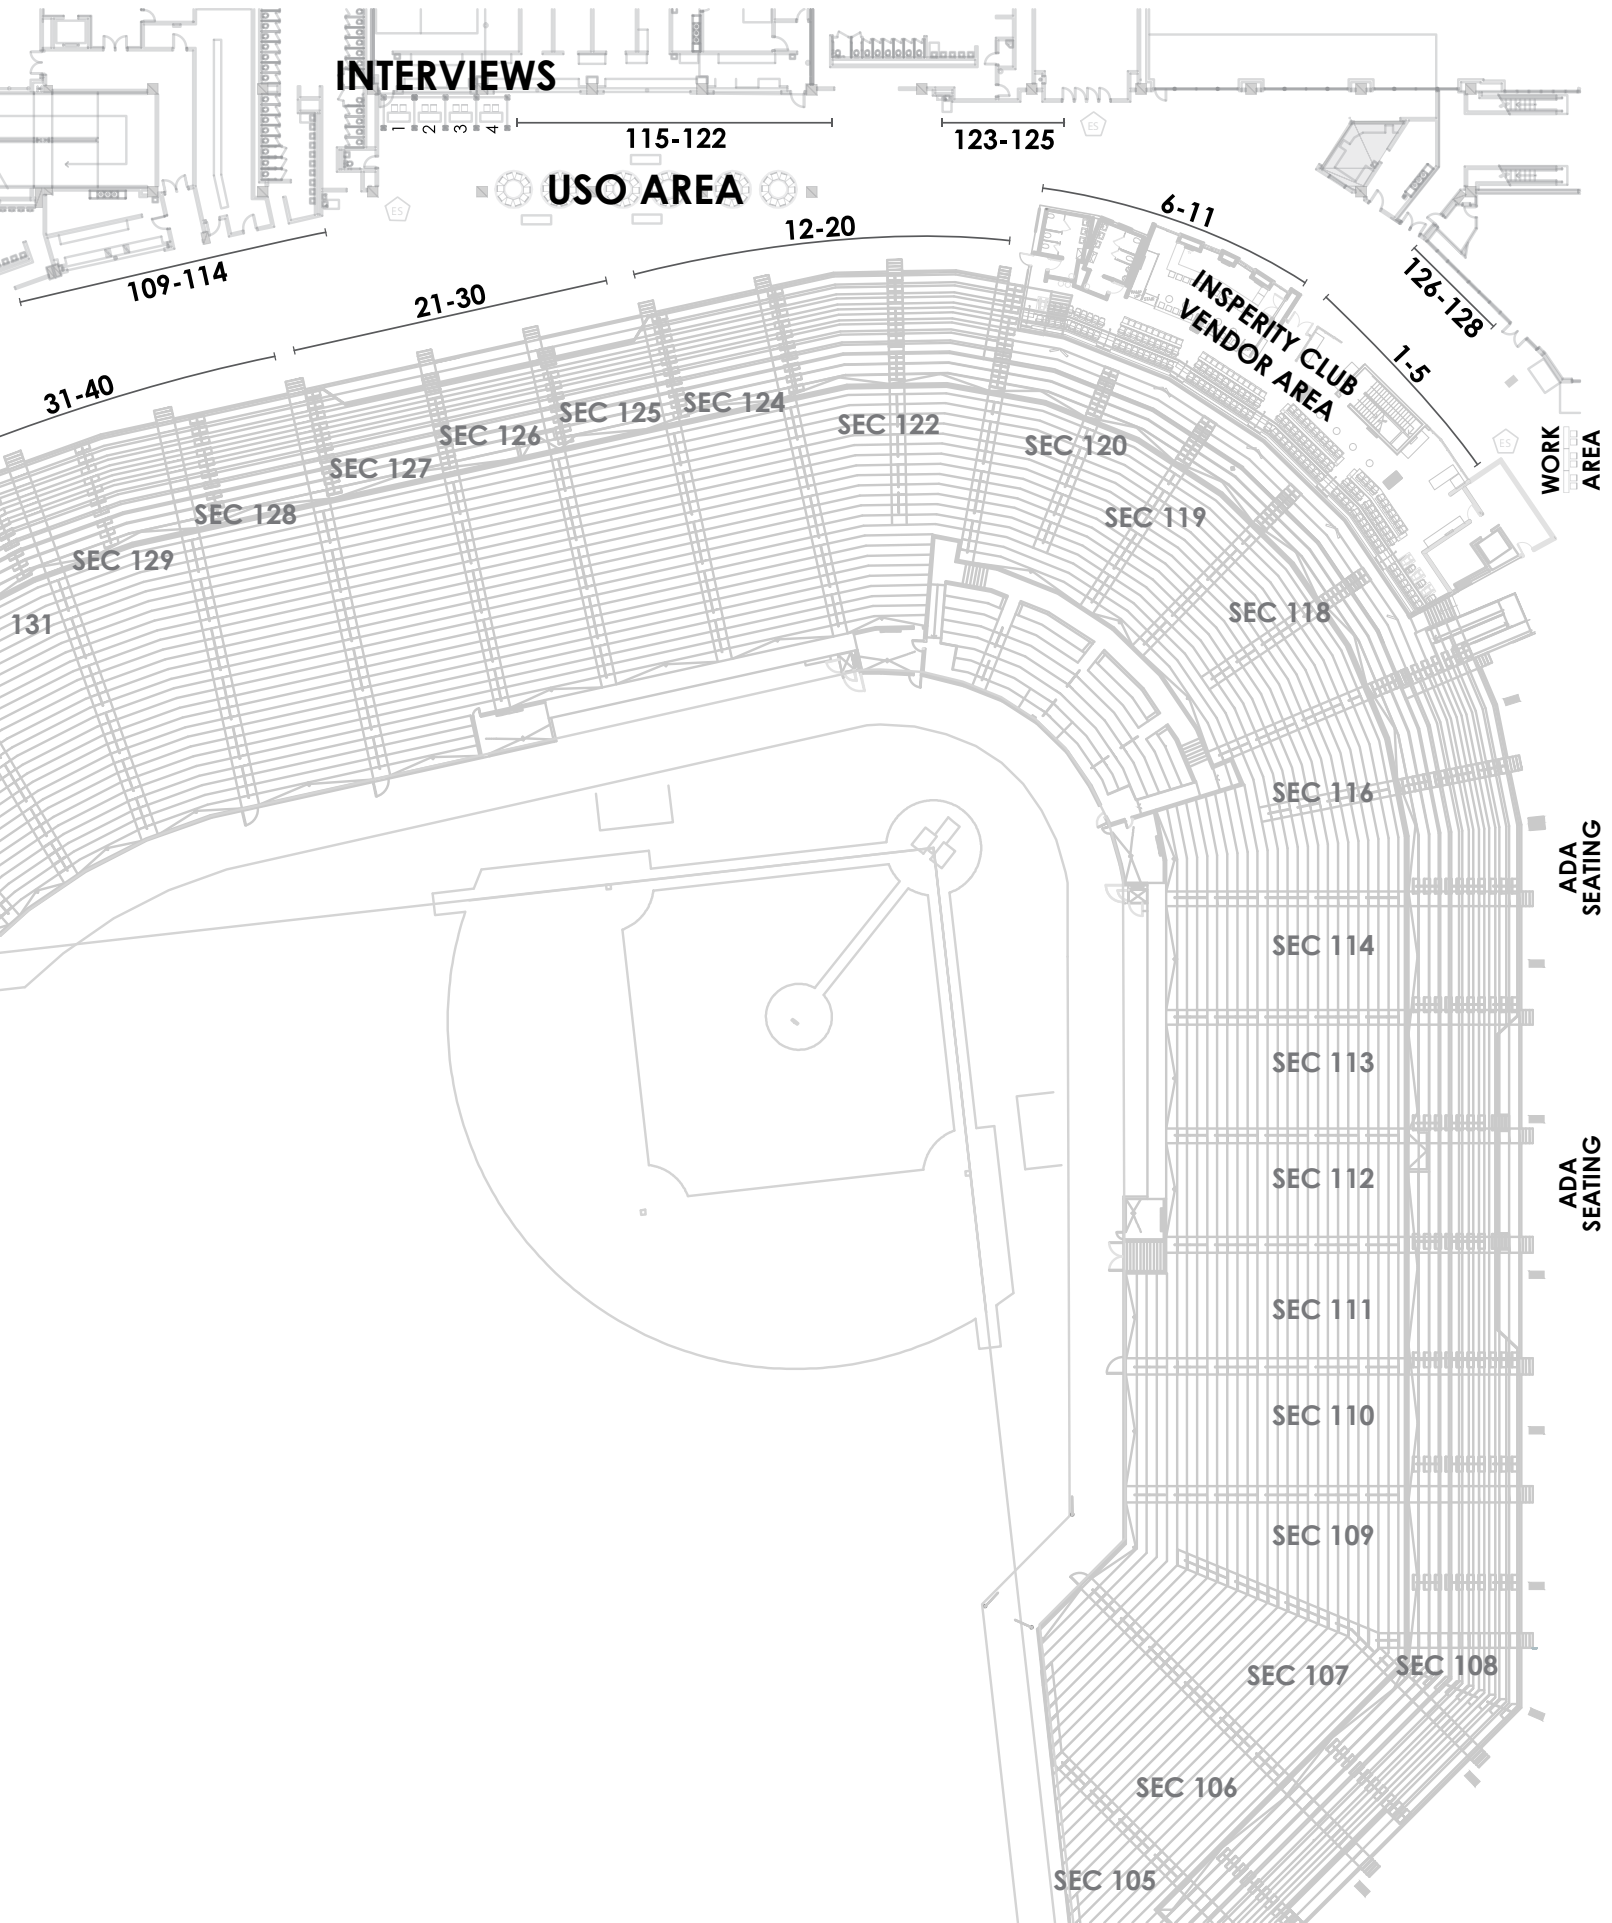 INTERVIEWS
1
2
3
4
115-122
123-125
ES
USO AREA
ES
6-11
12-20
109-114
21-30
126-128
INSPERITY CLUB
VENDOR AREA
1-5
31-40
SEC 125
SEC 124
SEC 122
SEC 126
SEC 120
ES
WORK
AREA
SEC 127
SEC 128
SEC 119
SEC 129
131
SEC 118
SEC 116
ADA
SEATING
SEC 114
SEC 113
ADA
SEATING
SEC 112
SEC 111
SEC 110
SEC 109
SEC 107
SEC 108
SEC 106
SEC 105